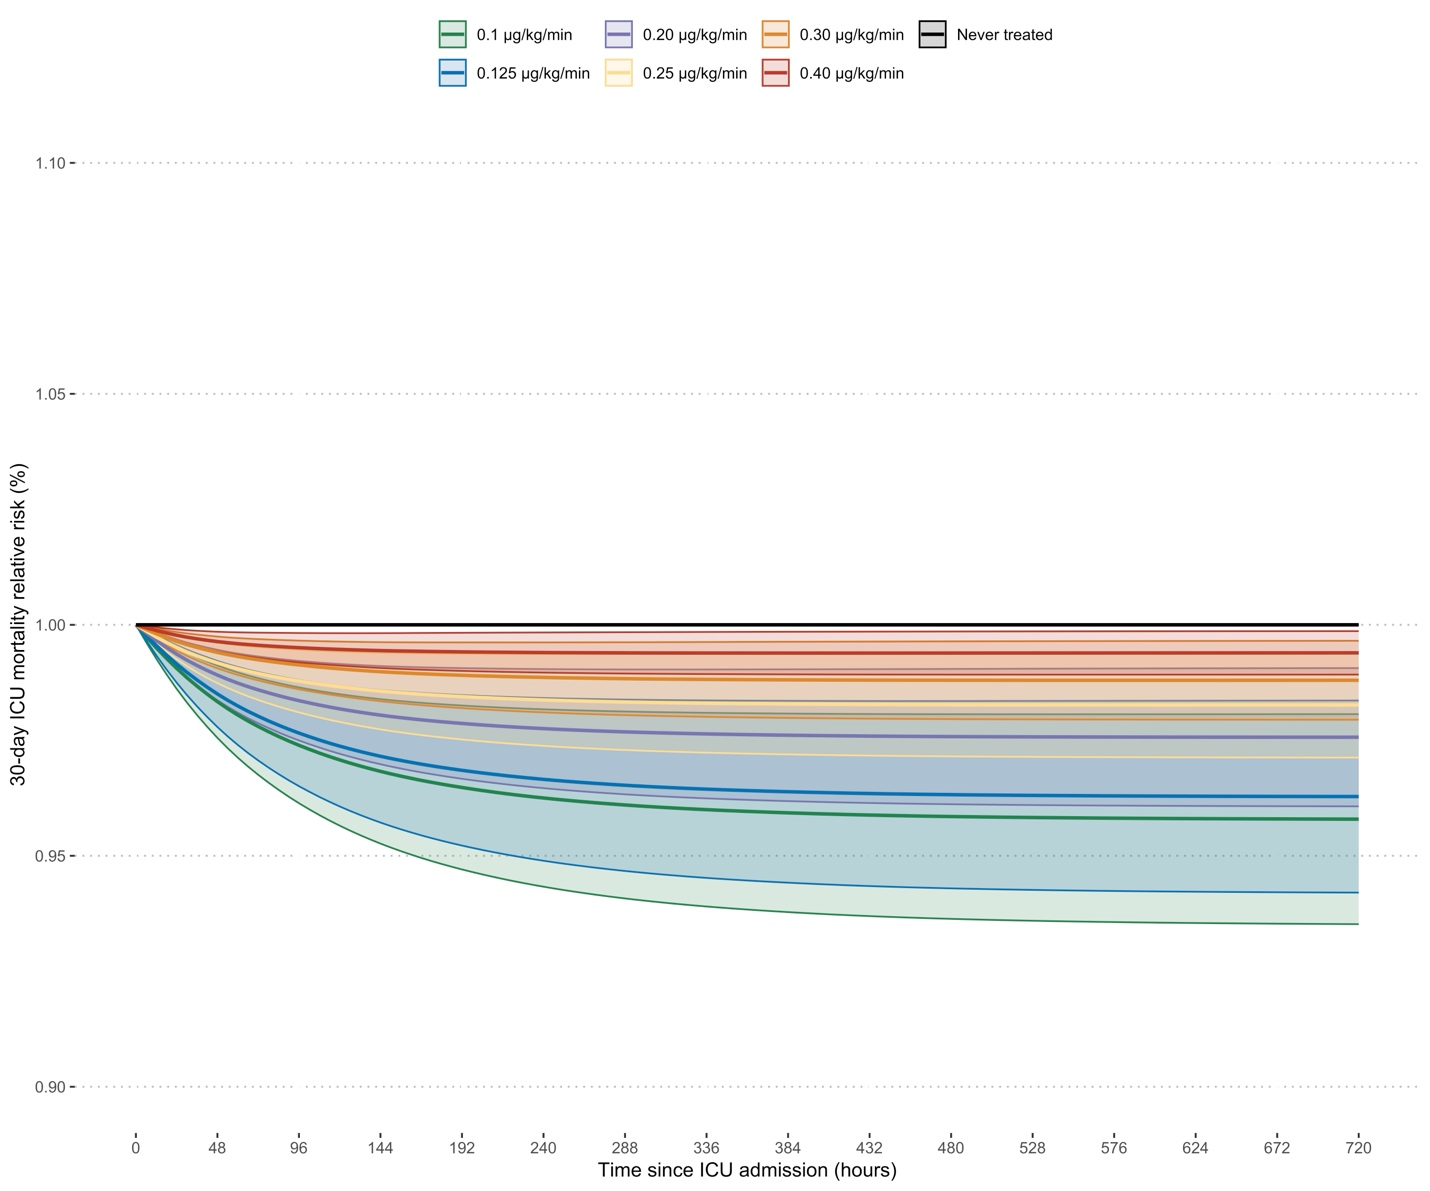 0.1 µg/kg/min 0.20 µg/kg/min 0.30 µg/kg/min Never treated
0.125 µg/kg/min 0.25 µg/kg/min 0.40 µg/kg/min
1.10
1.05
1.00
0.95
0.90
30-day ICU mortality relative risk (%)
0 48 96 144 192 240 288 336 384 432 480 528 576 624 672 720
Time since ICU admission (hours)